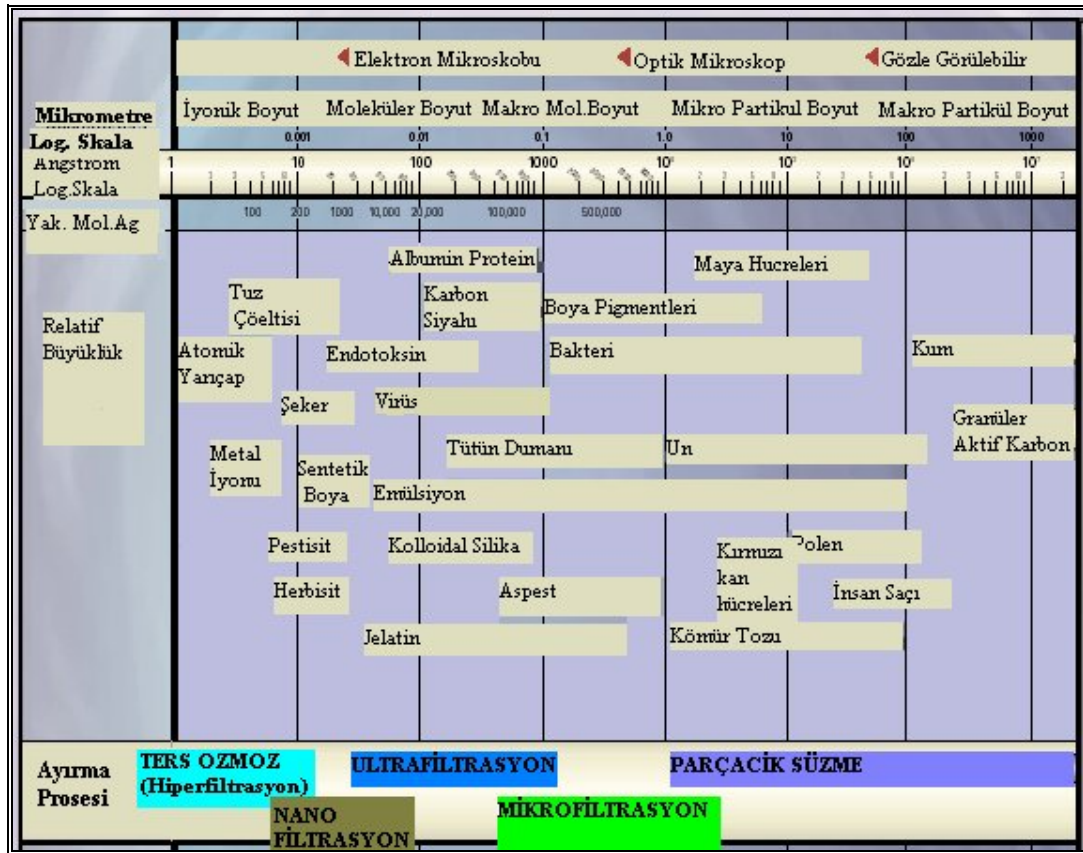 Elektron Mikroskobu Optik Mikroskop Gözle Görülebilir
Mikrometre
Log. Skala
İyonik Boyut Moleküler Boyut Makro Mol.Boyut Mikro Partikul Boyut Makro Partikül Boyut
0.001 0.01 0.1 1.0 10 100 1000
Angstrom
Log.Skala
1 10 100 1000
Yak. Mol.Ag
100 200 1000 10,000 20,000 100,000 500,000
Relatif
Büyüklük
Albumin Protein
Maya Hucreleri
Tuz
Çöeltisi
Karbon
Siyahı
Boya Pigmentleri
Atomik
Yarıçap
Endotoksin
Bakteri
Kum
Şeker
Virüs
Granüler
Aktif Karbon
Metal
İyonu
Tütün Dumanı
Un
Sentetik
Boya
Emülsiyon
Pestisit
Kolloidal Silika
Kırmızı
kan
hücreleri
Polen
Herbisit
Aspest
İnsan Saçı
Jelatin
Kömür Tozu
Ayırma
Prosesi
TERS OZMOZ
(Hiperfiltrasyon)
ULTRAFİLTRASYON
PARÇACİK SÜZME
NANO
FİLTRASYON
MİKROFİLTRASYON